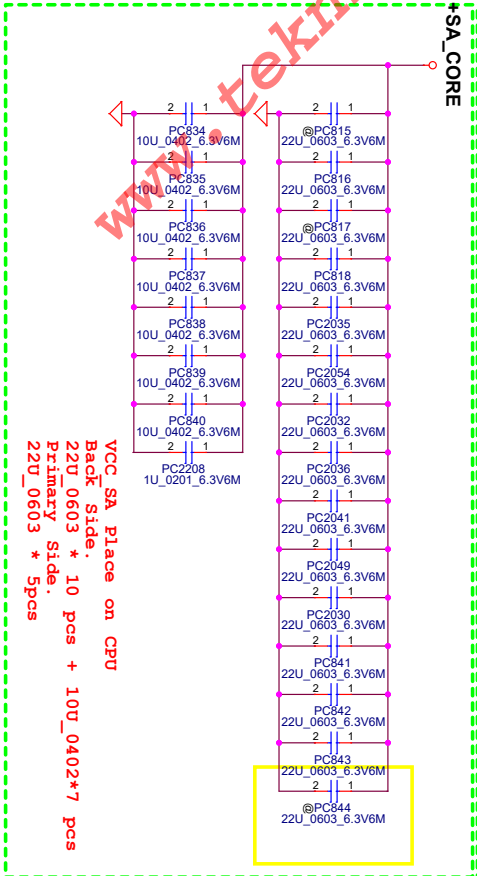 +SA_CORE
www.tekni
2 1
PC834
10U_0402_6.3V6M
2 1
PC835
10U_0402_6.3V6M
2 1
PC836
10U_0402_6.3V6M
2 1
PC837
10U_0402_6.3V6M
2 1
PC838
10U_0402_6.3V6M
2 1
PC839
10U_0402_6.3V6M
2 1
PC840
10U_0402_6.3V6M
2 1
PC2208
1U_0201_6.3V6M
2 1
@PC815
22U_0603_6.3V6M
2 1
PC816
22U_0603_6.3V6M
2 1
@PC817
22U_0603_6.3V6M
2 1
PC818
22U_0603_6.3V6M
2 1
PC2035
22U_0603_6.3V6M
2 1
PC2054
22U_0603_6.3V6M
2 1
PC2032
22U_0603_6.3V6M
2 1
PC2036
22U_0603_6.3V6M
2 1
PC2041
22U_0603_6.3V6M
2 1
PC2049
22U_0603_6.3V6M
2 1
PC2030
22U_0603_6.3V6M
2 1
PC841
22U_0603_6.3V6M
2 1
PC842
22U_0603_6.3V6M
2 1
PC843
22U_0603_6.3V6M
2 1
@PC844
22U_0603_6.3V6M
VCC_SA Place on CPU
Back Side.
22U_0603 * 10 pcs + 10U_0402*7 pcs
Primary Side.
22U_0603 * 5pcs